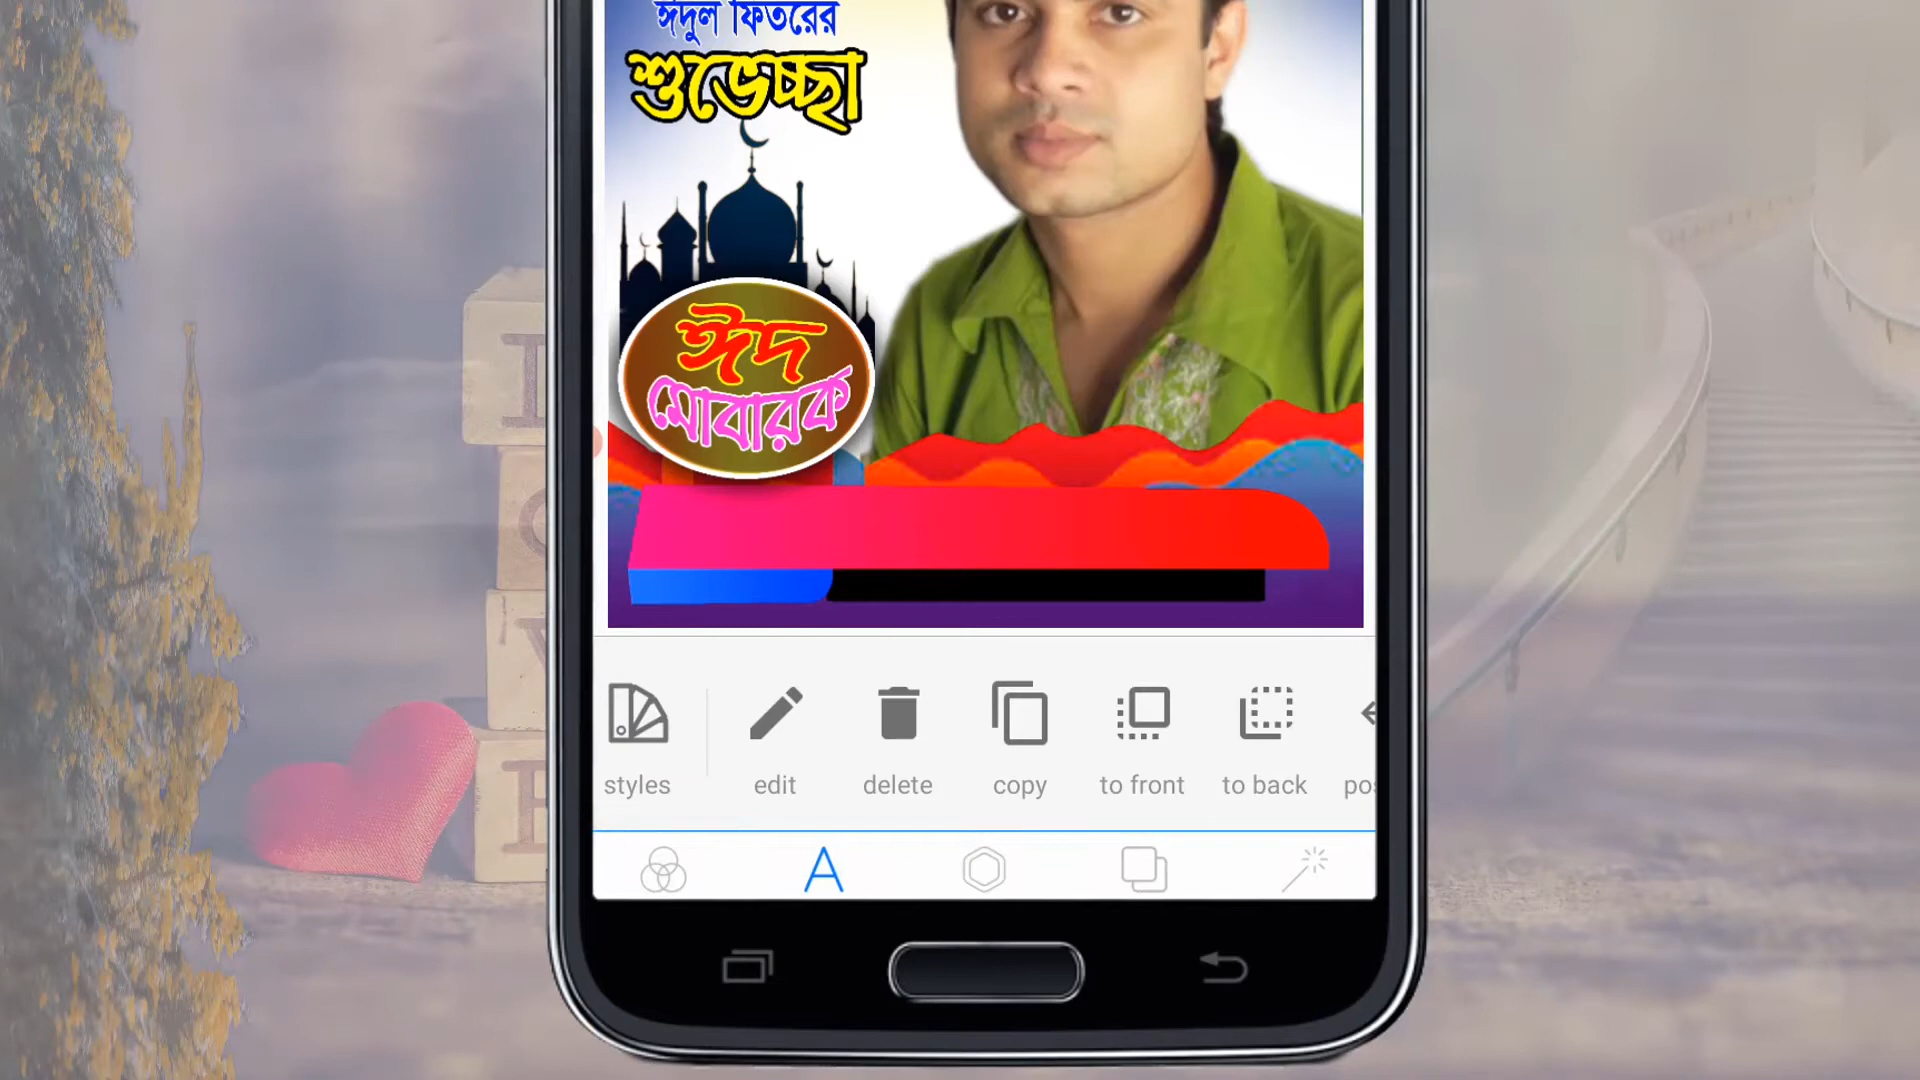 ঈদুল ফিতরের
শুভেচ্ছা
ঈদ
মোবারক
styles
edit
delete
copy
to front
to back